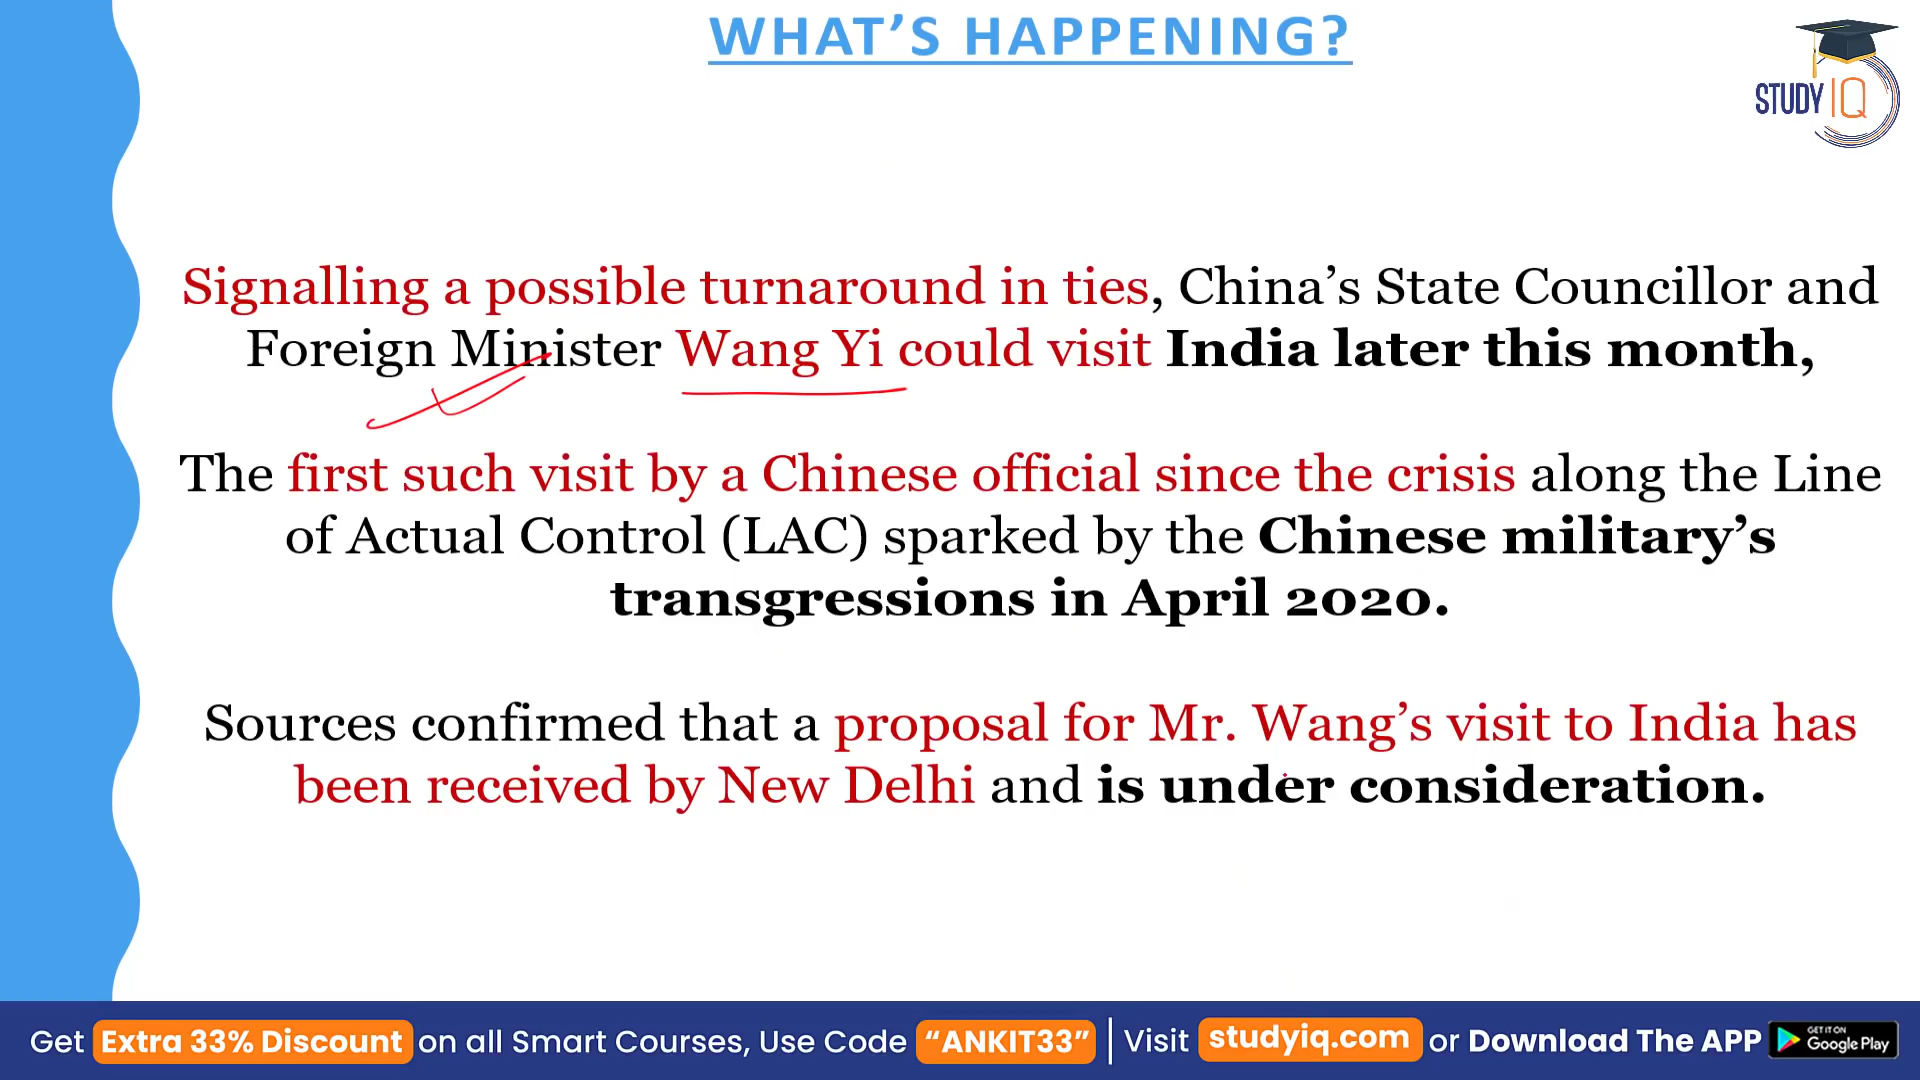 WHAT’S HAPPENING?
STUDY IQ
Signalling a possible turnaround in ties, China’s State Councillor and
Foreign Minister Wang Yi could visit India later this month,
The first such visit by a Chinese official since the crisis along the Line
of Actual Control (LAC) sparked by the Chinese military’s
transgressions in April 2020.
Sources confirmed that a proposal for Mr. Wang’s visit to India has
been received by New Delhi and is under consideration.
Get Extra 33% Discount on all Smart Courses, Use Code “ANKIT33” | Visit studyiq.com or Download The APP GET IT ON Google Play